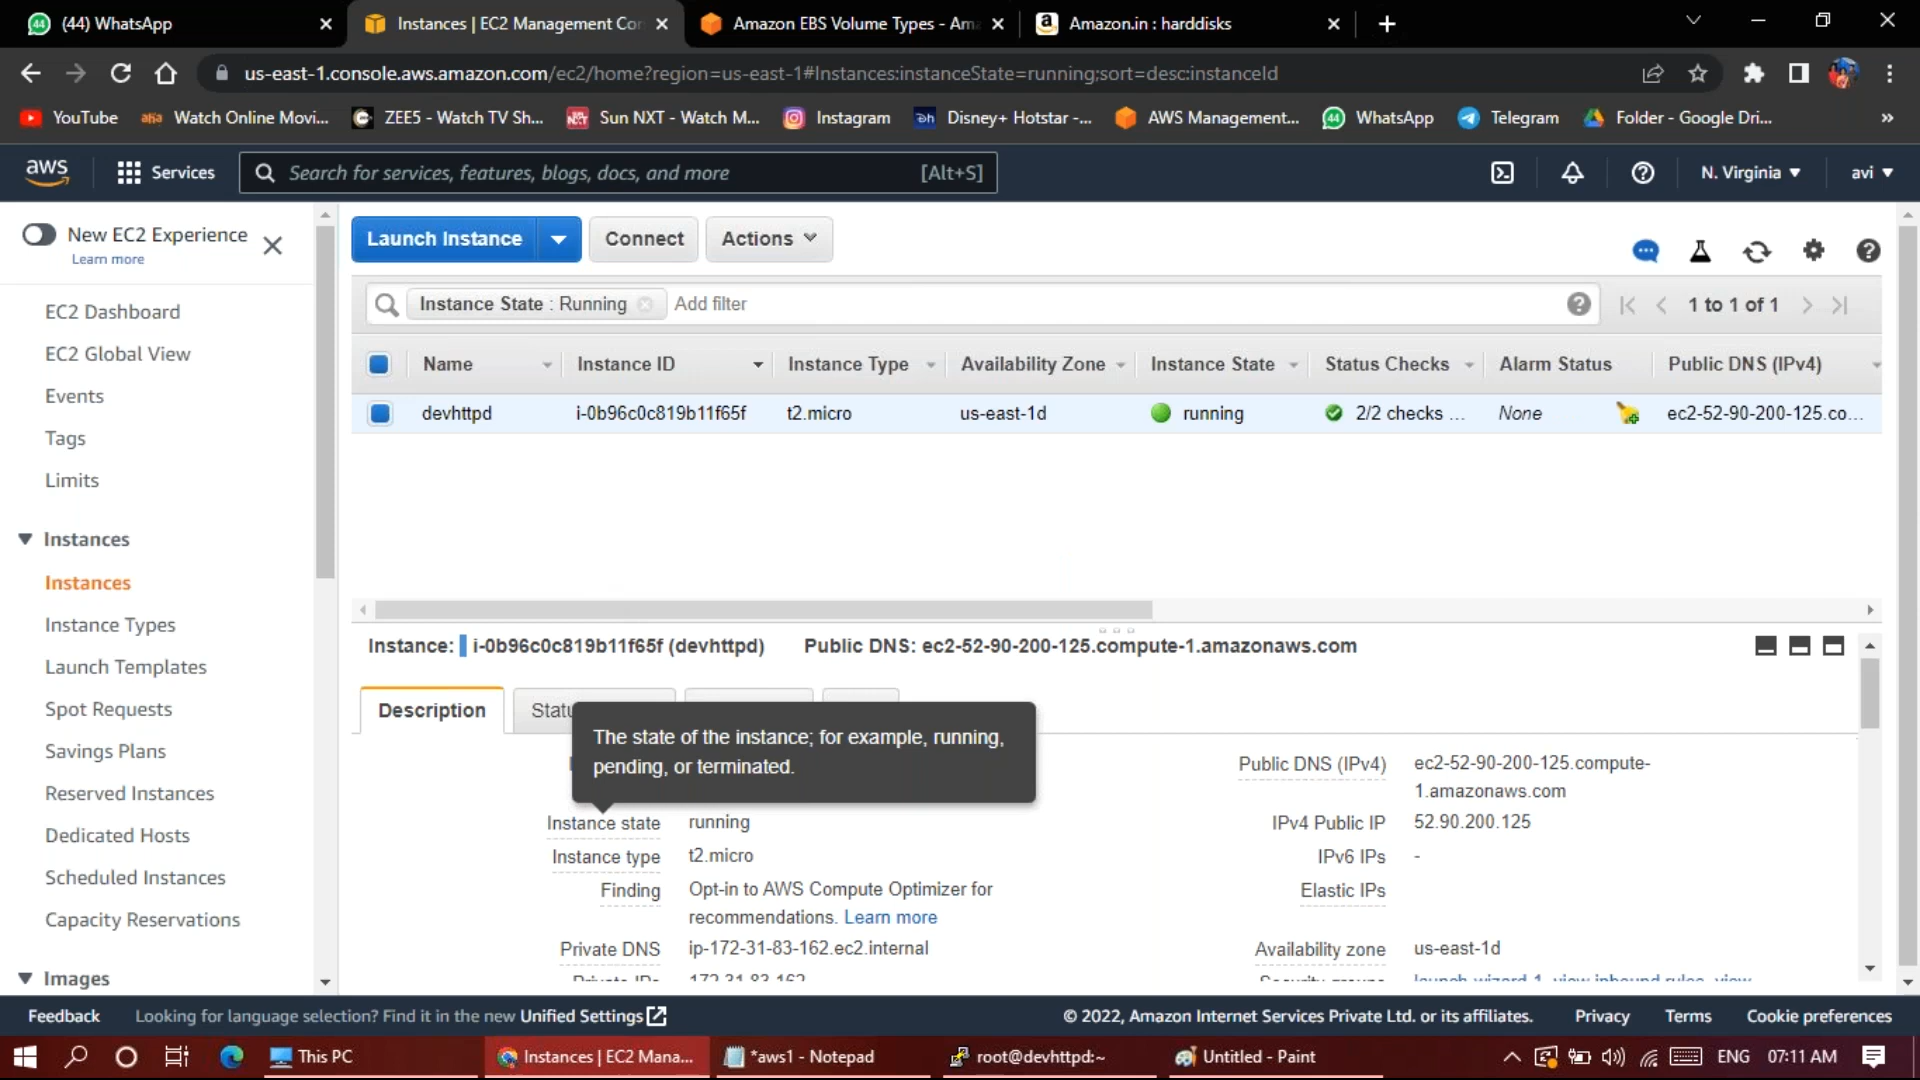 (44) WhatsApp
Instances | EC2 Management Co
Amazon EBS Volume Types - Am
Amazon.in : harddisks
us-east-1.console.aws.amazon.com/ec2/home?region=us-east-1#Instances:instanceState=running;sort=desc:instanceId
YouTube
aha Watch Online Movi...
ZEE5 - Watch TV Sh...
Sun NXT - Watch M...
Instagram
Disney+ Hotstar -...
AWS Management...
WhatsApp
Telegram
Folder - Google Dri...
aws
Services
Search for services, features, blogs, docs, and more [Alt+S]
N. Virginia
avi
New EC2 Experience
Learn more
EC2 Dashboard
EC2 Global View
Events
Tags
Limits
Instances
Instances
Instance Types
Launch Templates
Spot Requests
Savings Plans
Reserved Instances
Dedicated Hosts
Scheduled Instances
Capacity Reservations
Images
Launch Instance
Connect
Actions
Instance State : Running
Add filter
1 to 1 of 1
Name Instance ID Instance Type Availability Zone Instance State Status Checks Alarm Status Public DNS (IPv4)
devhttpd i-0b96c0c819b11f65f t2.micro us-east-1d running 2/2 checks ... None ec2-52-90-200-125.co...
Instance: i-0b96c0c819b11f65f (devhttpd) Public DNS: ec2-52-90-200-125.compute-1.amazonaws.com
Description
Statu
The state of the instance; for example, running,
pending, or terminated.
Instance state running
Instance type t2.micro
Finding Opt-in to AWS Compute Optimizer for
recommendations. Learn more
Private DNS ip-172-31-83-162.ec2.internal
Private IPs 172.31.83.162
Public DNS (IPv4) ec2-52-90-200-125.compute-
1.amazonaws.com
IPv4 Public IP 52.90.200.125
IPv6 IPs -
Elastic IPs
Availability zone us-east-1d
Security groups launch-wizard-1. view inbound rules. view
Feedback
Looking for language selection? Find it in the new Unified Settings
© 2022, Amazon Internet Services Private Ltd. or its affiliates.
Privacy
Terms
Cookie preferences
This PC
Instances | EC2 Mana...
*aws1 - Notepad
root@devhttpd:~
Untitled - Paint
ENG
07:11 AM